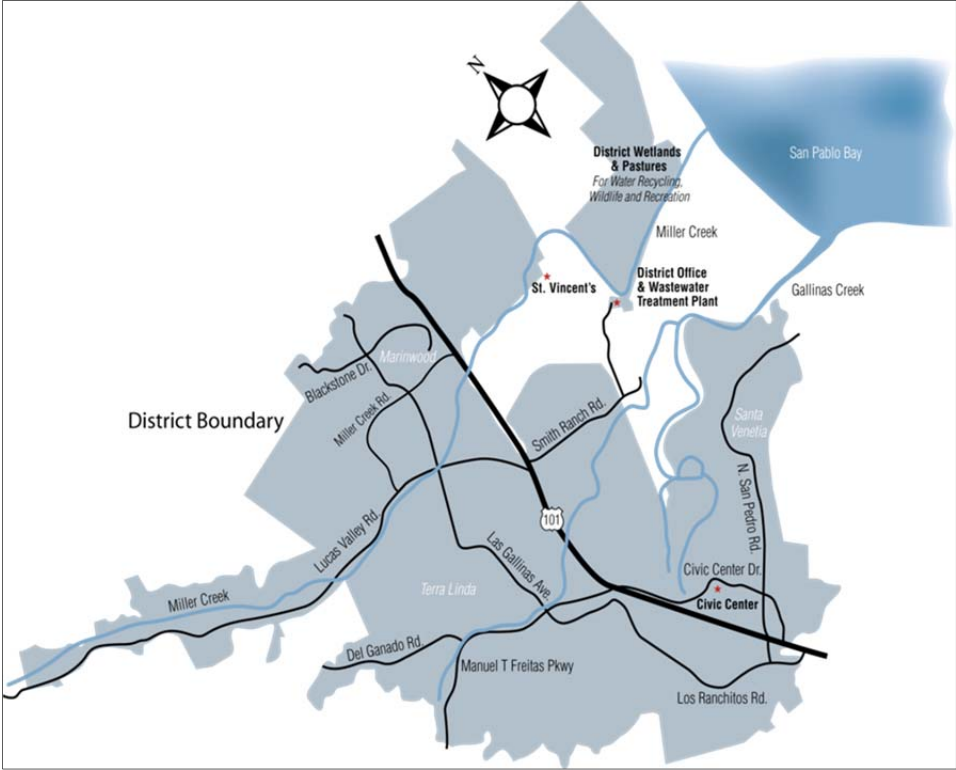 N
San Pablo Bay
District Wetlands
& Pastures
For Water Recycling,
Wildlife and Recreation
Miller Creek
District Office
& Wastewater
Treatment Plant
St. Vincent's
Gallinas Creek
Marinwood
Blackstone Dr.
Miller Creek Rd.
District Boundary
Smith Ranch Rd.
Santa
Venetia
N. San Pedro Rd.
101
Lucas Valley Rd.
Las Gallinas Ave.
Terra Linda
Civic Center Dr.
Civic Center
Miller Creek
Del Ganado Rd.
Manuel T Freitas Pkwy
Los Ranchitos Rd.